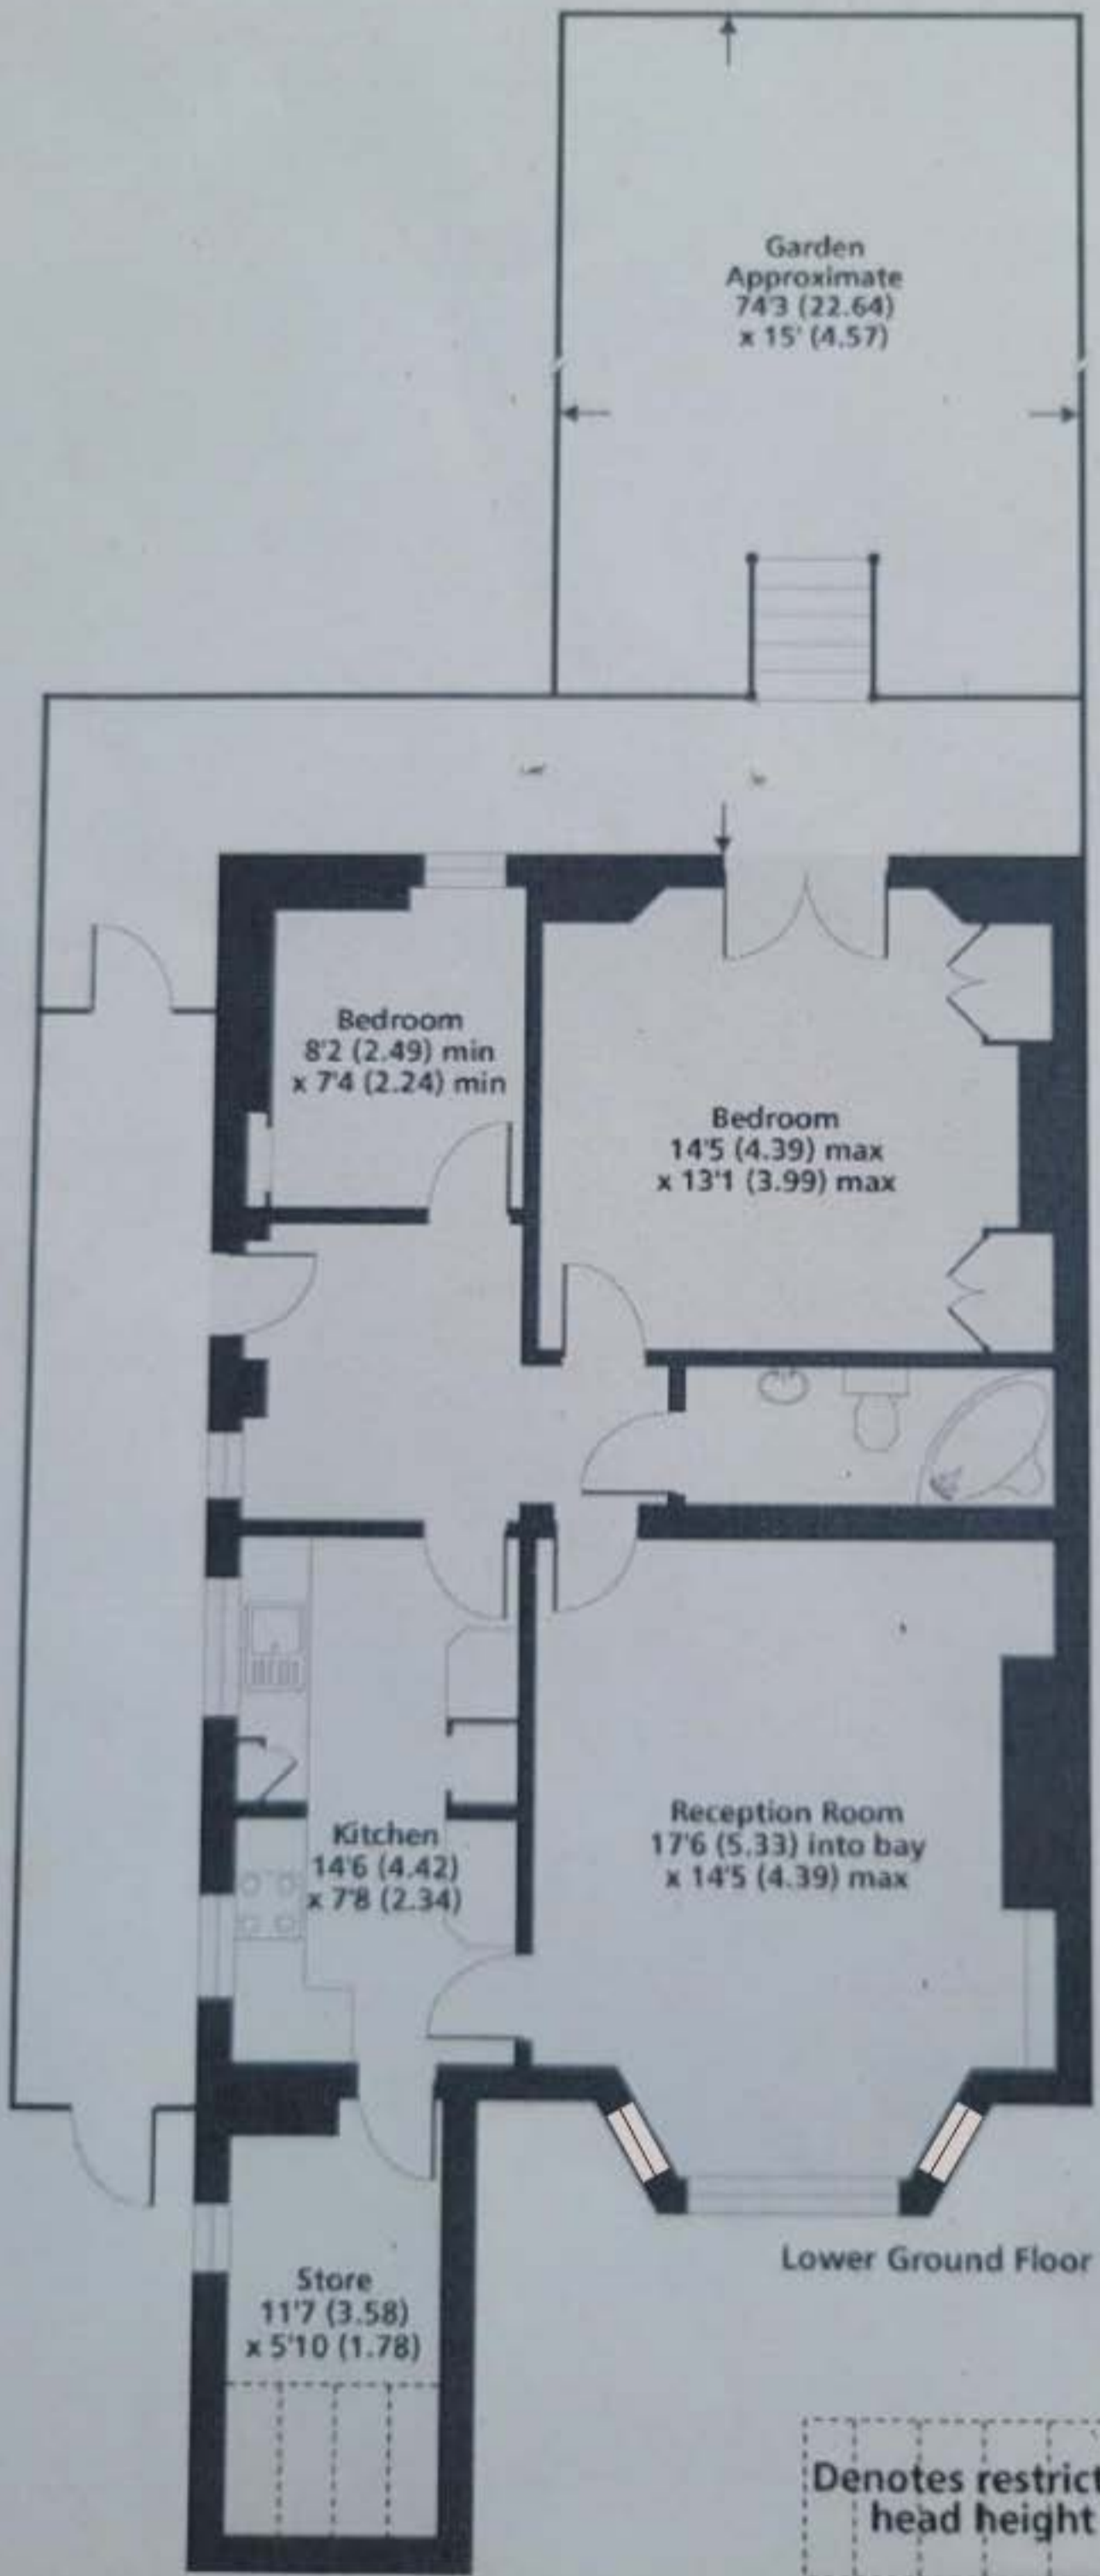 Garden
Approximate
74'3 (22.64)
x 15' (4.57)
Bedroom
8'2 (2.49) min
x 7'4 (2.24) min
Bedroom
14'5 (4.39) max
x 13'1 (3.99) max
Kitchen
14'6 (4.42)
x 7'8 (2.34)
Reception Room
17'6 (5.33) into bay
x 14'5 (4.39) max
Lower Ground Floor
Store
11'7 (3.58)
x 5'10 (1.78)
Denotes restrict
head height